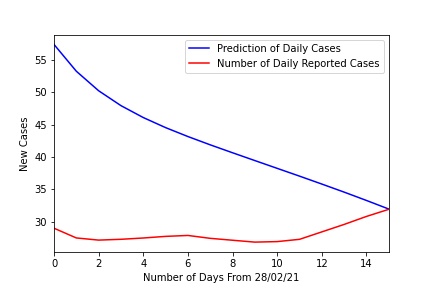 Prediction of Daily Cases
Number of Daily Reported Cases
New Cases
55
50
45
40
35
30
0 2 4 6 8 10 12 14
Number of Days From 28/02/21